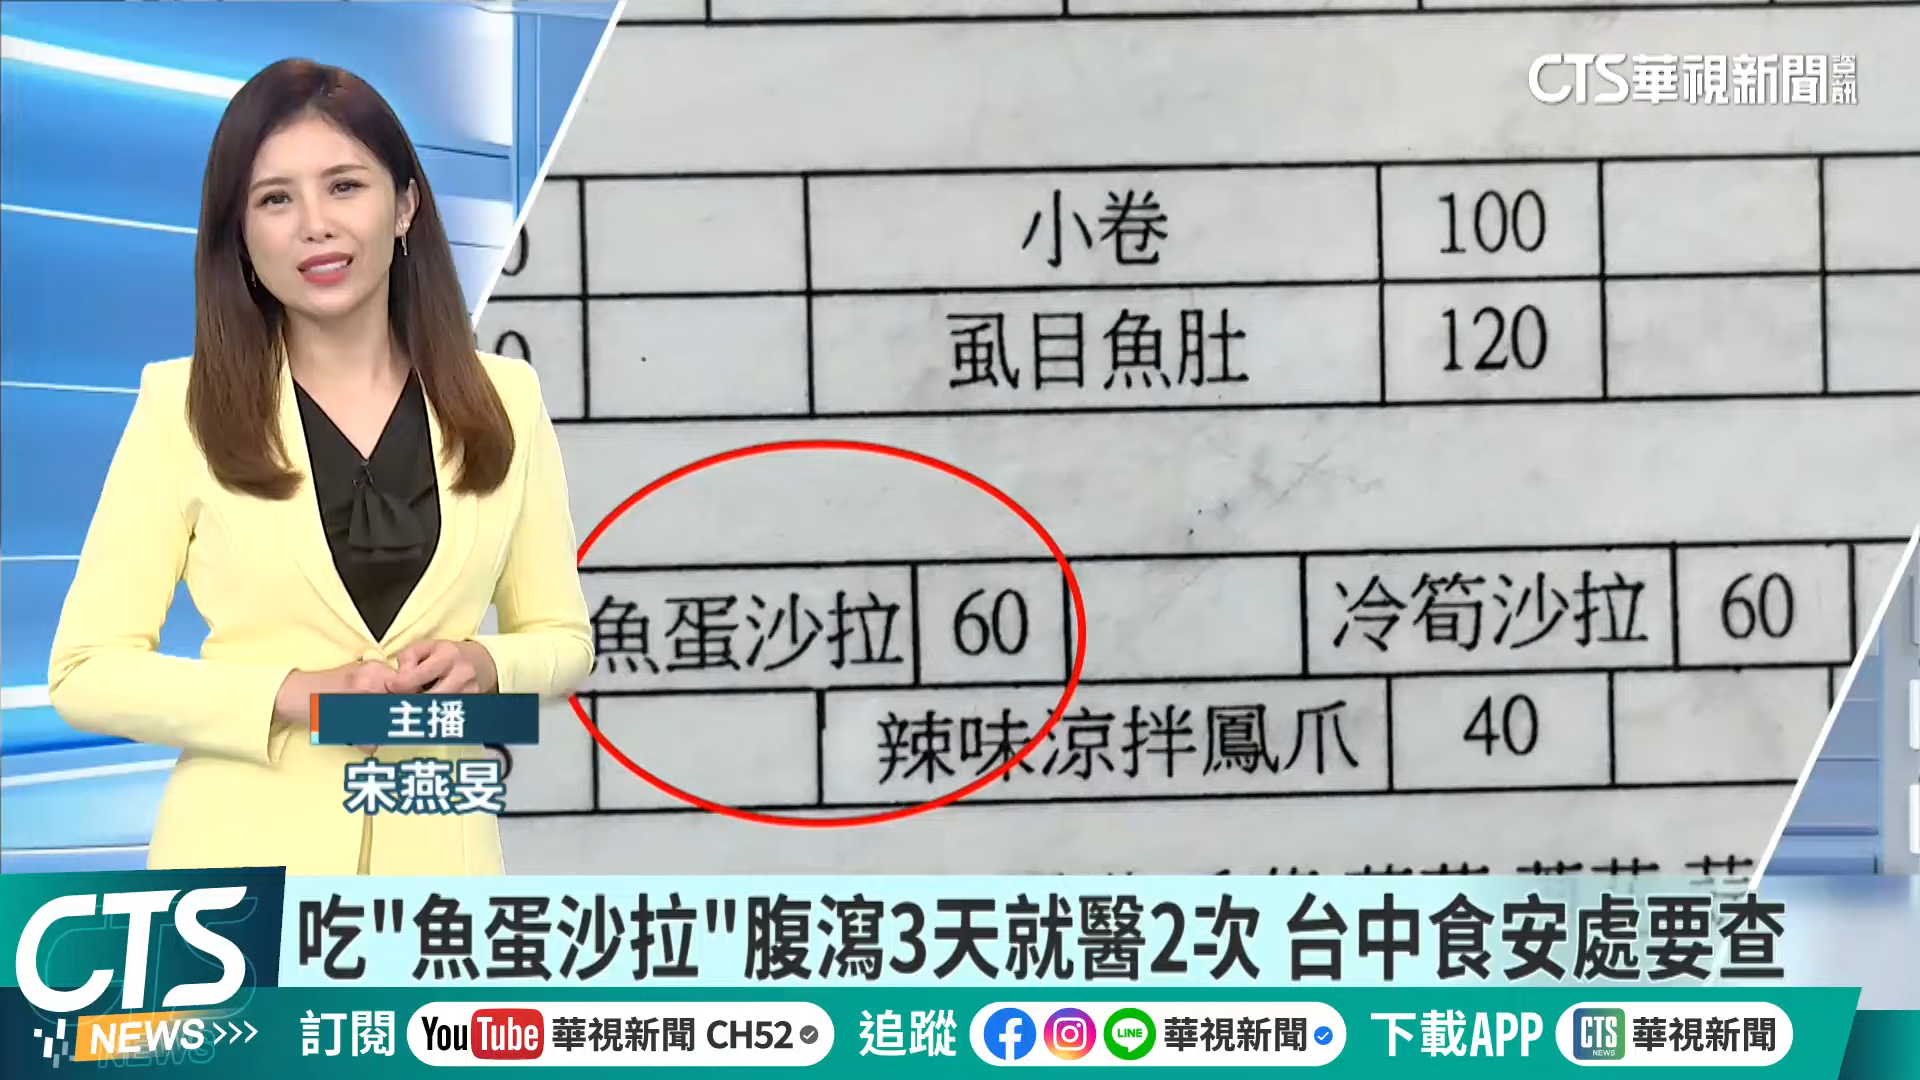 CTS華視新聞資訊
小卷 100
虱目魚肚 120
魚蛋沙拉 60 冷筍沙拉 60
辣味涼拌鳳爪 40
主播
宋燕旻
吃"魚蛋沙拉"腹瀉3天就醫2次 台中食安處要查
CTS
NEWS
訂閱 YouTube 華視新聞 CH52 追蹤 LINE 華視新聞 下載APP CTS NEWS 華視新聞